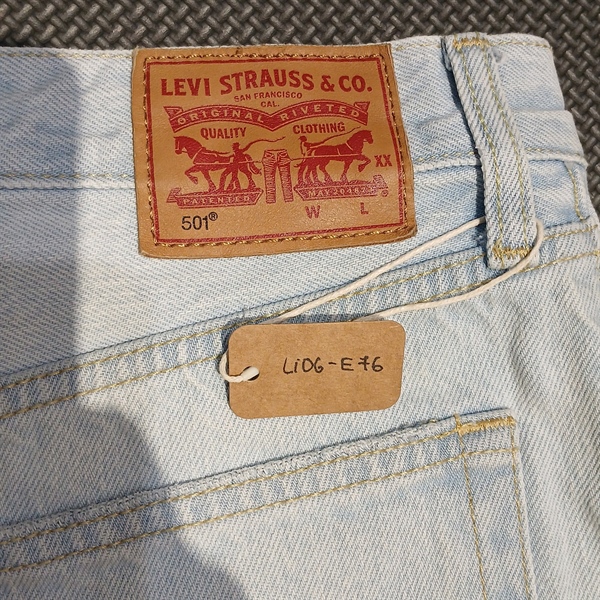 LEVI STRAUSS & CO.
SAN FRANCISCO
CAL.
ORIGINAL RIVETED
QUALITY CLOTHING
XX
PATENTED MAY 20 1873
501® W L
Li06-E76